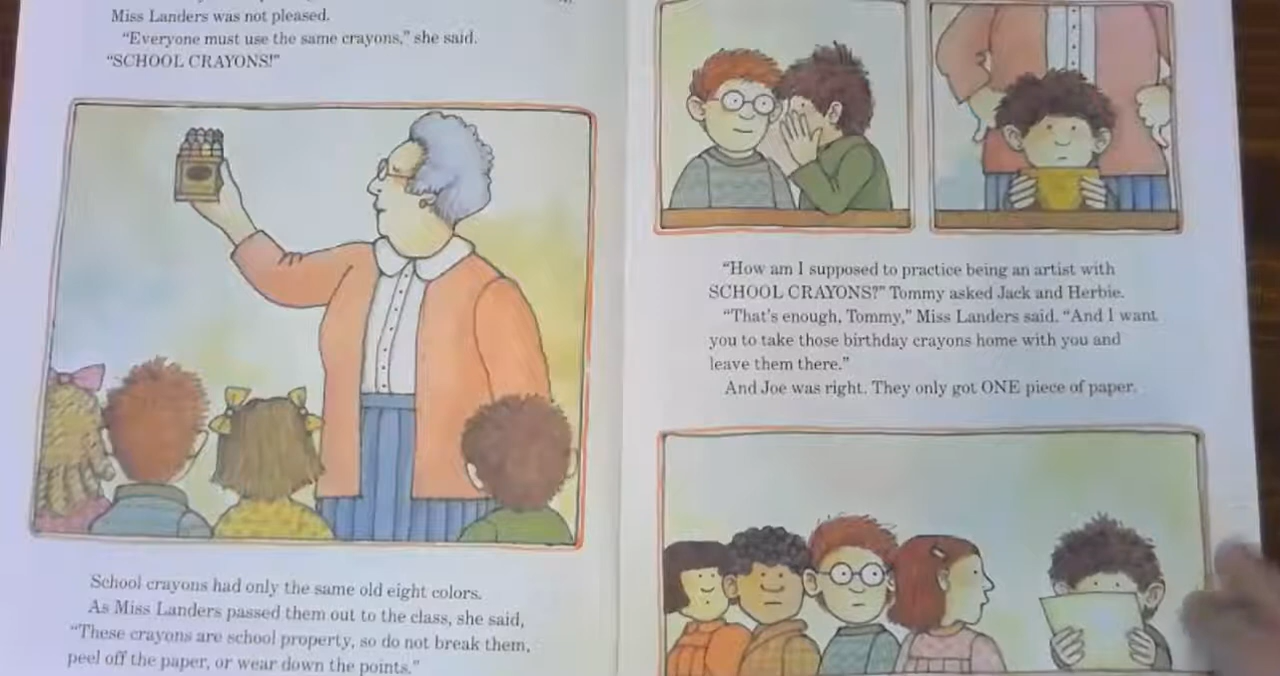 Miss Landers was not pleased.
“Everyone must use the same crayons,” she said.
“SCHOOL CRAYONS!”
School crayons had only the same old eight colors.
As Miss Landers passed them out to the class, she said,
“These crayons are school property, so do not break them,
peel off the paper, or wear down the points.”
“How am I supposed to practice being an artist with
SCHOOL CRAYONS?” Tommy asked Jack and Herbie.
“That’s enough, Tommy,” Miss Landers said. “And I want
you to take those birthday crayons home with you and
leave them there.”
And Joe was right. They only got ONE piece of paper.